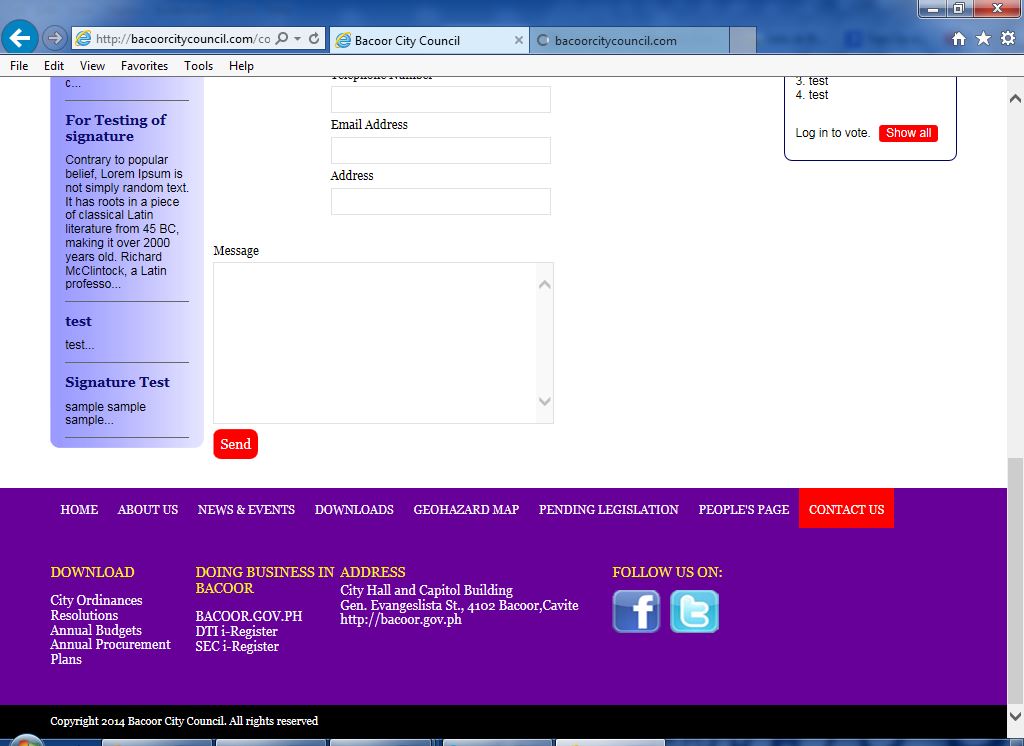 http://bacoorcitycouncil.com/co
Bacoor City Council
bacoorcitycouncil.com
File Edit View Favorites Tools Help
c...
For Testing of
signature
Contrary to popular
belief, Lorem Ipsum is
not simply random text.
It has roots in a piece
of classical Latin
literature from 45 BC,
making it over 2000
years old. Richard
McClintock, a Latin
professo...
test
test...
Signature Test
sample sample
sample...
Telephone Number
Email Address
Address
Message
Send
3. test
4. test
Log in to vote. Show all
HOME ABOUT US NEWS & EVENTS DOWNLOADS GEOHAZARD MAP PENDING LEGISLATION PEOPLE'S PAGE CONTACT US
DOWNLOAD
City Ordinances
Resolutions
Annual Budgets
Annual Procurement
Plans
DOING BUSINESS IN
BACOOR
BACOOR.GOV.PH
DTI i-Register
SEC i-Register
ADDRESS
City Hall and Capitol Building
Gen. Evangeslista St., 4102 Bacoor,Cavite
http://bacoor.gov.ph
FOLLOW US ON:
f
t
Copyright 2014 Bacoor City Council. All rights reserved